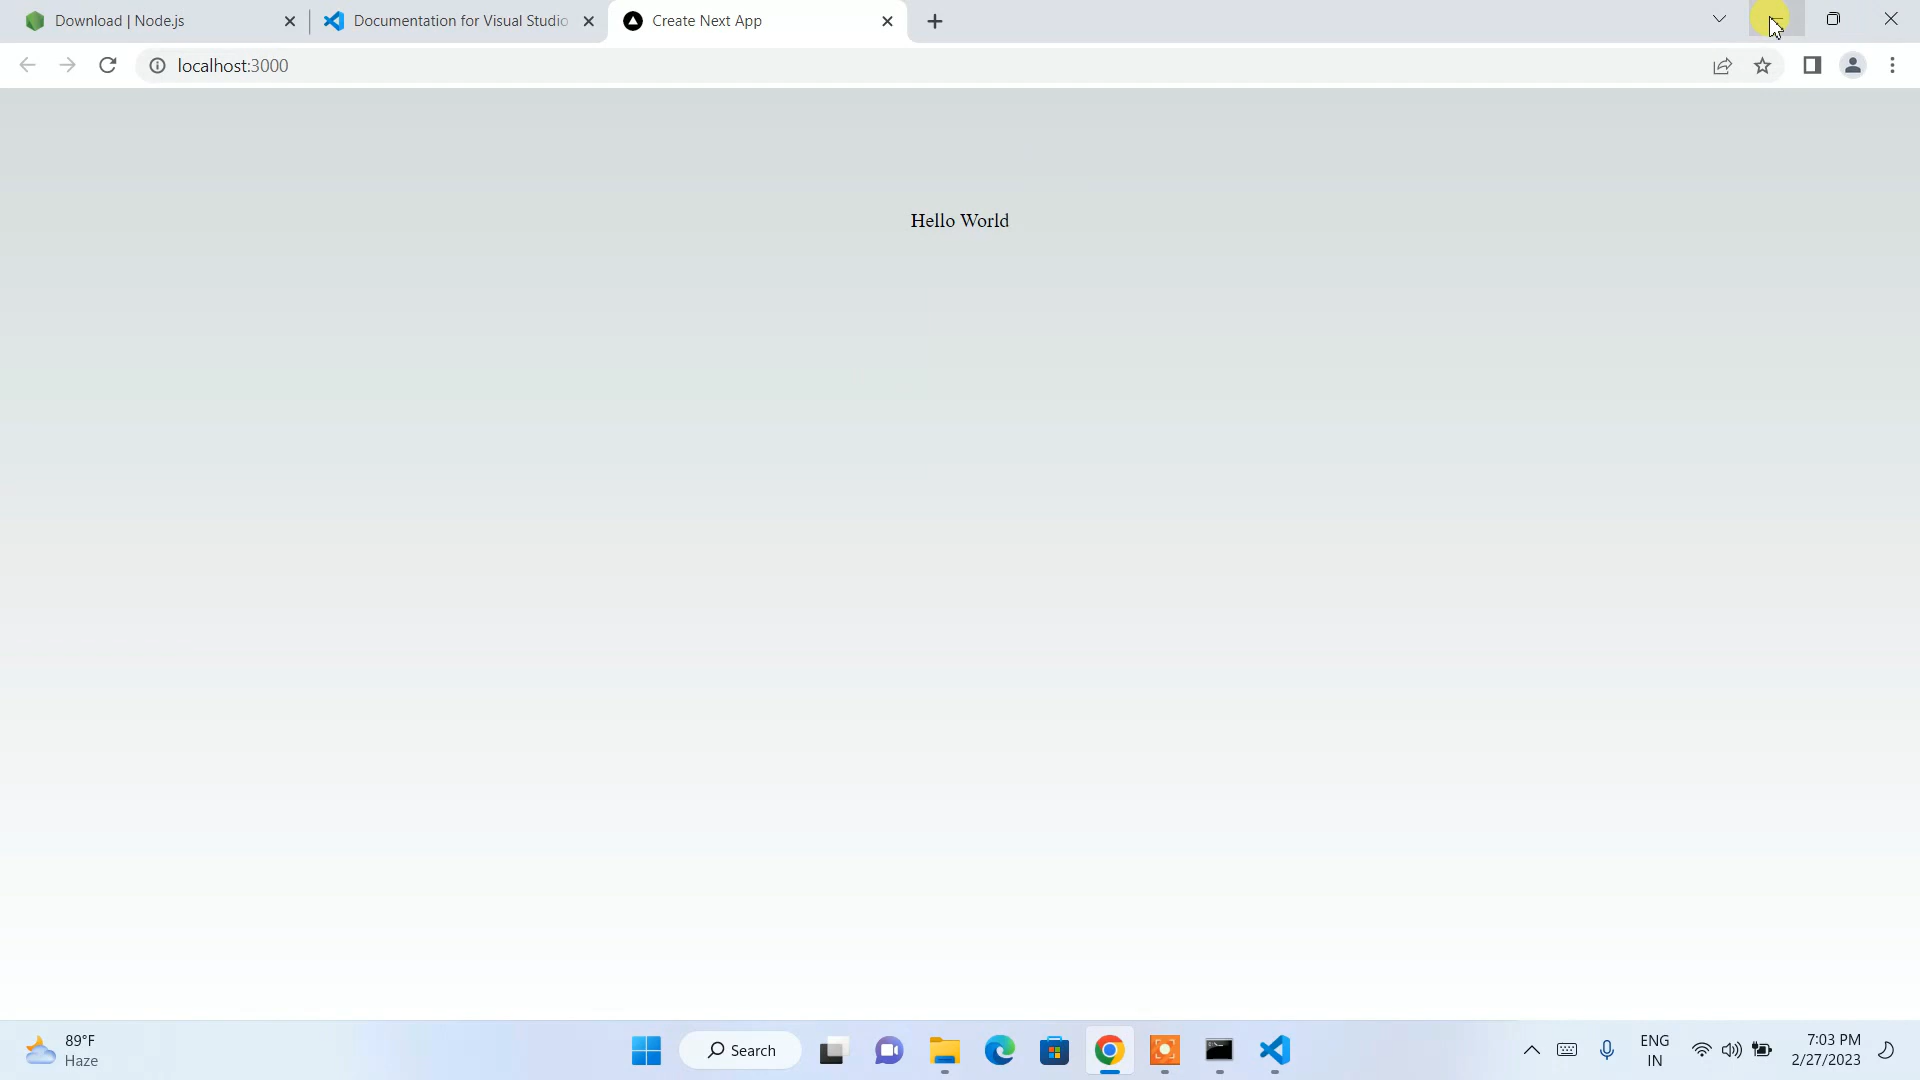 Download | Node.js
Documentation for Visual Studio
Create Next App
localhost:3000
Hello World
89°F
Haze
Search
ENG
IN
7:03 PM
2/27/2023